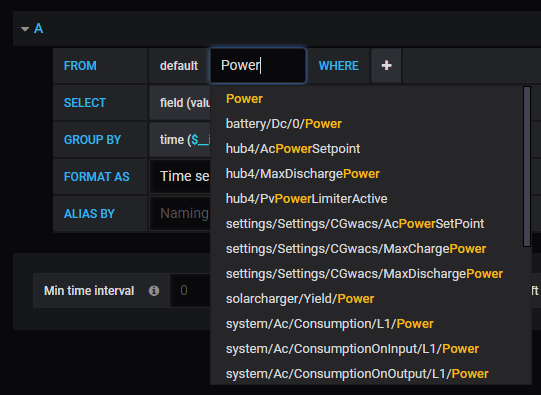 A
FROM default Power WHERE +
SELECT field (valu
GROUP BY time ($_i
FORMAT AS Time se
ALIAS BY Naming
Min time interval 0 ft
Power
battery/Dc/0/Power
hub4/AcPowerSetpoint
hub4/MaxDischargePower
hub4/PvPowerLimiterActive
settings/Settings/CGwacs/AcPowerSetPoint
settings/Settings/CGwacs/MaxChargePower
settings/Settings/CGwacs/MaxDischargePower
solarcharger/Yield/Power
system/Ac/Consumption/L1/Power
system/Ac/ConsumptionOnInput/L1/Power
system/Ac/ConsumptionOnOutput/L1/Power